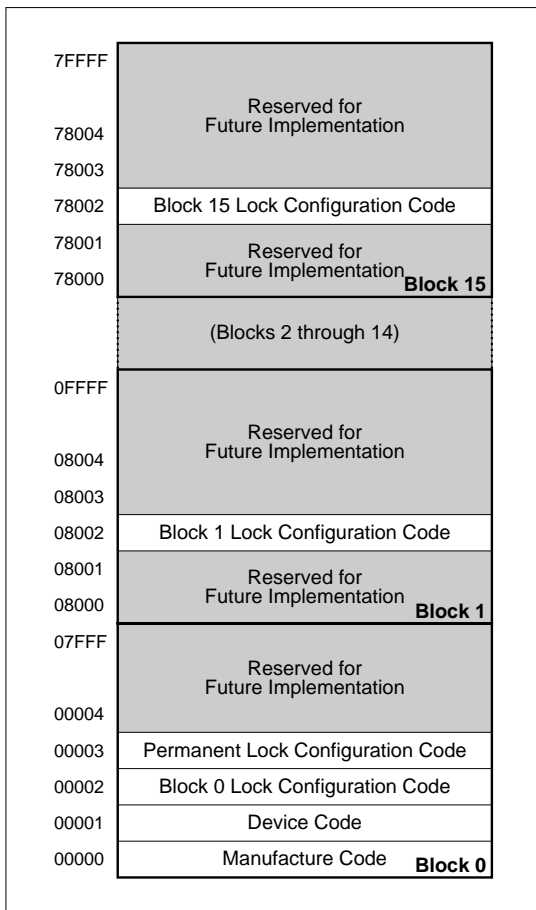 7FFFF
Reserved for
Future Implementation
78004
78003
78002 Block 15 Lock Configuration Code
78001
Reserved for
Future Implementation
78000
Block 15
(Blocks 2 through 14)
0FFFF
Reserved for
Future Implementation
08004
08003
08002 Block 1 Lock Configuration Code
08001
Reserved for
Future Implementation
08000
Block 1
07FFF
Reserved for
Future Implementation
00004
00003 Permanent Lock Configuration Code
00002 Block 0 Lock Configuration Code
00001 Device Code
00000 Manufacture Code
Block 0